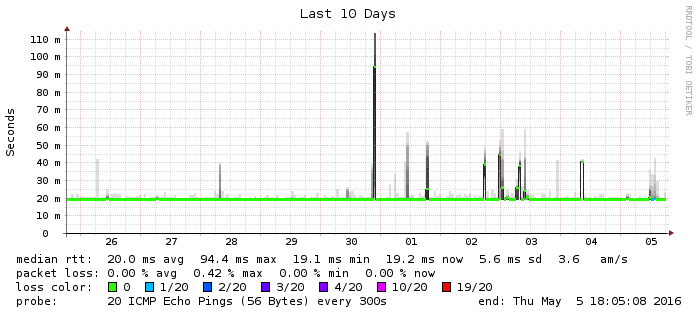 Last 10 Days
RRDTOOL / TOBI OETIKER
Seconds
110 m
100 m
90 m
80 m
70 m
60 m
50 m
40 m
30 m
20 m
10 m
0
26 27 28 29 30 01 02 03 04 05
median rtt: 20.0 ms avg 94.4 ms max 19.1 ms min 19.2 ms now 5.6 ms sd 3.6 am/s
packet loss: 0.00 % avg 0.42 % max 0.00 % min 0.00 % now
loss color: 0 1/20 2/20 3/20 4/20 10/20 19/20
probe: 20 ICMP Echo Pings (56 Bytes) every 300s end: Thu May 5 18:05:08 2016